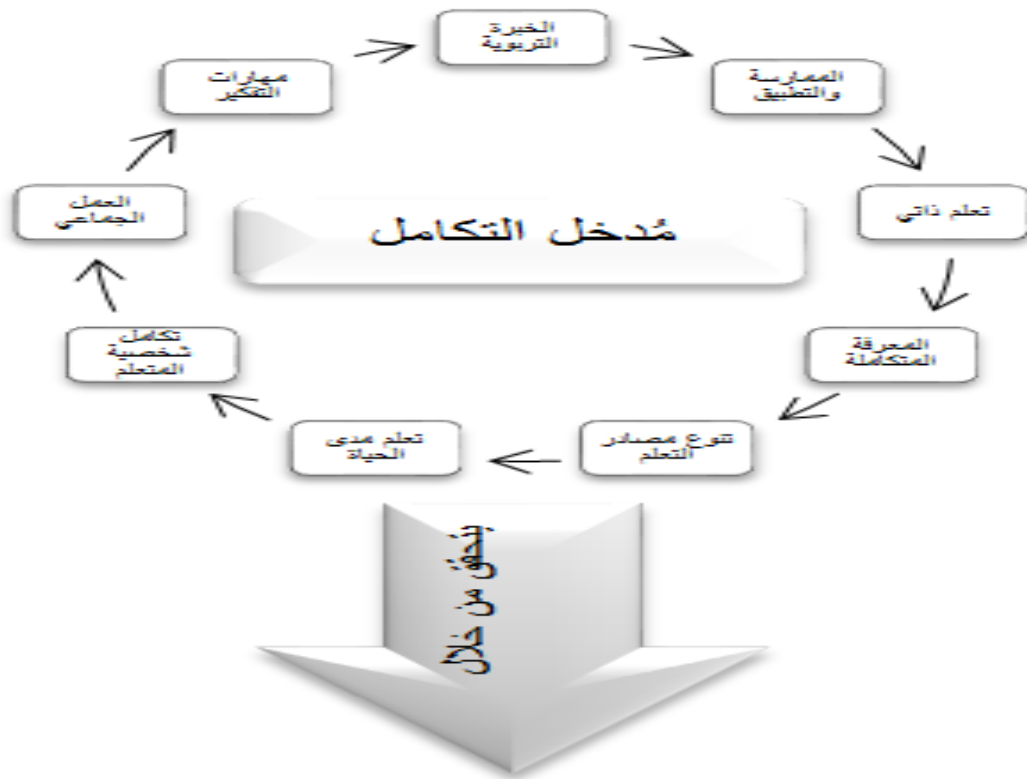 الخبرة
التربوية
الممارسة
والتطبيق
تعلم ذاتي
المعرفة
المتكاملة
تنوع مصادر
التعلم
تعلم مدى
الحياة
تكامل
شخصية
المتعلم
العمل
الجماعي
مهارات
التفكير
مُدخل التكامل
يتحقق من خلال